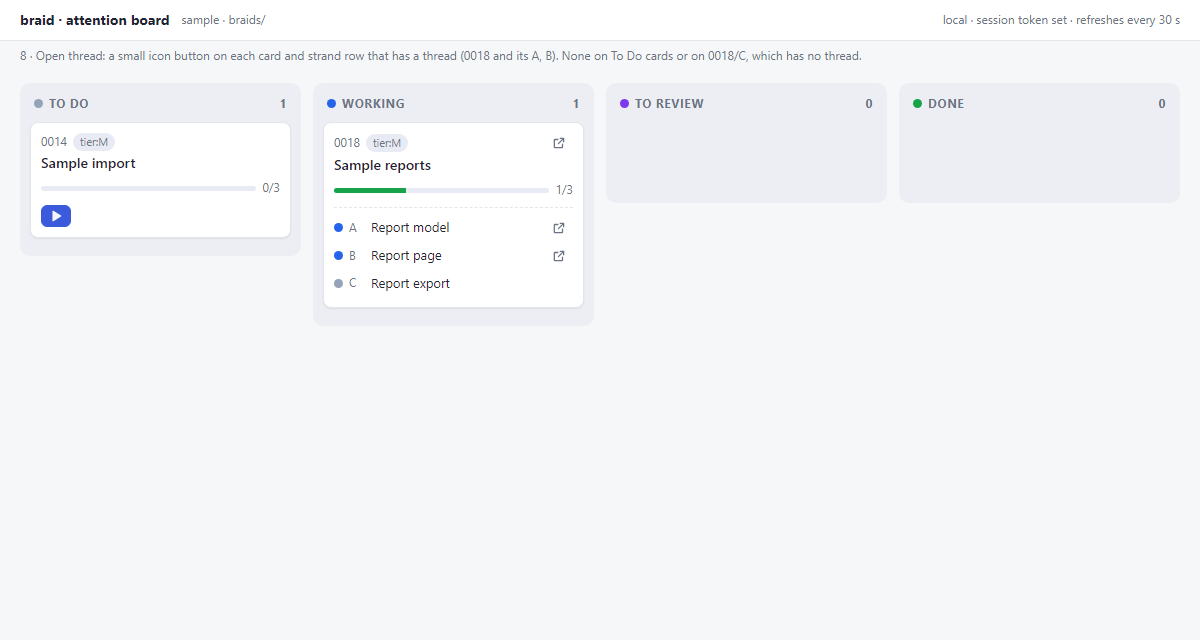 braid · attention board sample · braids/ local · session token set · refreshes every 30 s
8 · Open thread: a small icon button on each card and strand row that has a thread (0018 and its A, B). None on To Do cards or on 0018/C, which has no thread.
TO DO 1
0014 tier:M
Sample import
0/3
WORKING 1
0018 tier:M
Sample reports
1/3
A Report model
B Report page
C Report export
TO REVIEW 0
DONE 0